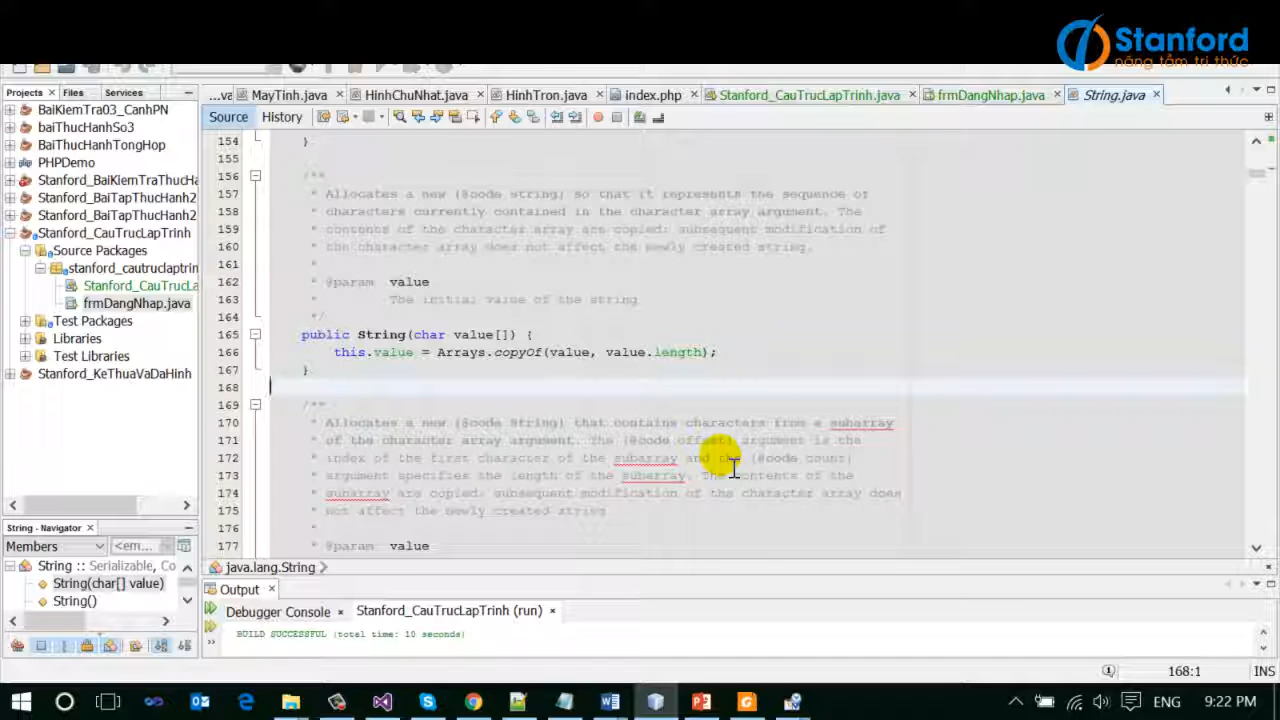 Stanford
nâng tầm tri thức
Projects
Files
Services
...va
MayTinh.java
HinhChuNhat.java
HinhTron.java
index.php
Stanford_CauTrucLapTrinh.java
frmDangNhap.java
String.java
Source
History
BaiKiemTra03_CanhPN
baiThucHanhSo3
BaiThucHanhTongHop
PHPDemo
Stanford_BaiKiemTraThucHa
Stanford_BaiTapThucHanh2
Stanford_BaiTapThucHanh2
Stanford_CauTrucLapTrinh
Source Packages
stanford_cautruclaptrin
Stanford_CauTrucLa
frmDangNhap.java
Test Packages
Libraries
Test Libraries
Stanford_KeThuaVaDaHinh
154 }
155
156 /**
157 * Allocates a new {@code String} so that it represents the sequence of
158 * characters currently contained in the character array argument. The
159 * contents of the character array are copied; subsequent modification of
160 * the character array does not affect the newly created string.
161 *
162 * @param value
163 * The initial value of the string
164 */
165 public String(char value[]) {
166 this.value = Arrays.copyOf(value, value.length);
167 }
168
169 /**
170 * Allocates a new {@code String} that contains characters from a subarray
171 * of the character array argument. The {@code offset} argument is the
172 * index of the first character of the subarray and the {@code count}
173 * argument specifies the length of the subarray. The contents of the
174 * subarray are copied; subsequent modification of the character array does
175 * not affect the newly created string.
176 *
177 * @param value
java.lang.String
String - Navigator
Members
<em...
String :: Serializable, Co
String(char[] value)
String()
Output
Debugger Console
Stanford_CauTrucLapTrinh (run)
BUILD SUCCESSFUL (total time: 10 seconds)
168:1
INS
ENG
9:22 PM